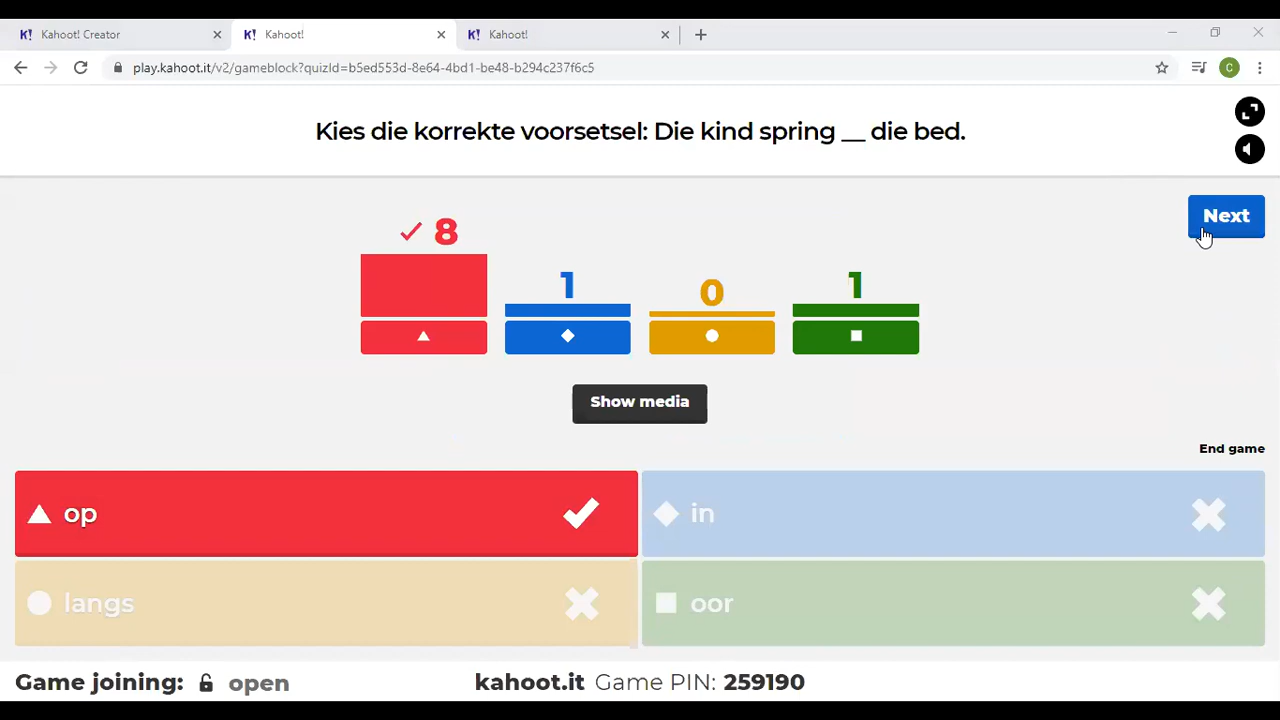 K! Kahoot! Creator
K! Kahoot!
K! Kahoot!
play.kahoot.it/v2/gameblock?quizId=b5ed553d-8e64-4bd1-be48-b294c237f6c5
C
Kies die korrekte voorsetsel: Die kind spring __ die bed.
Next
8
1
0
1
Show media
End game
op
in
langs
oor
Game joining: open
kahoot.it Game PIN: 259190